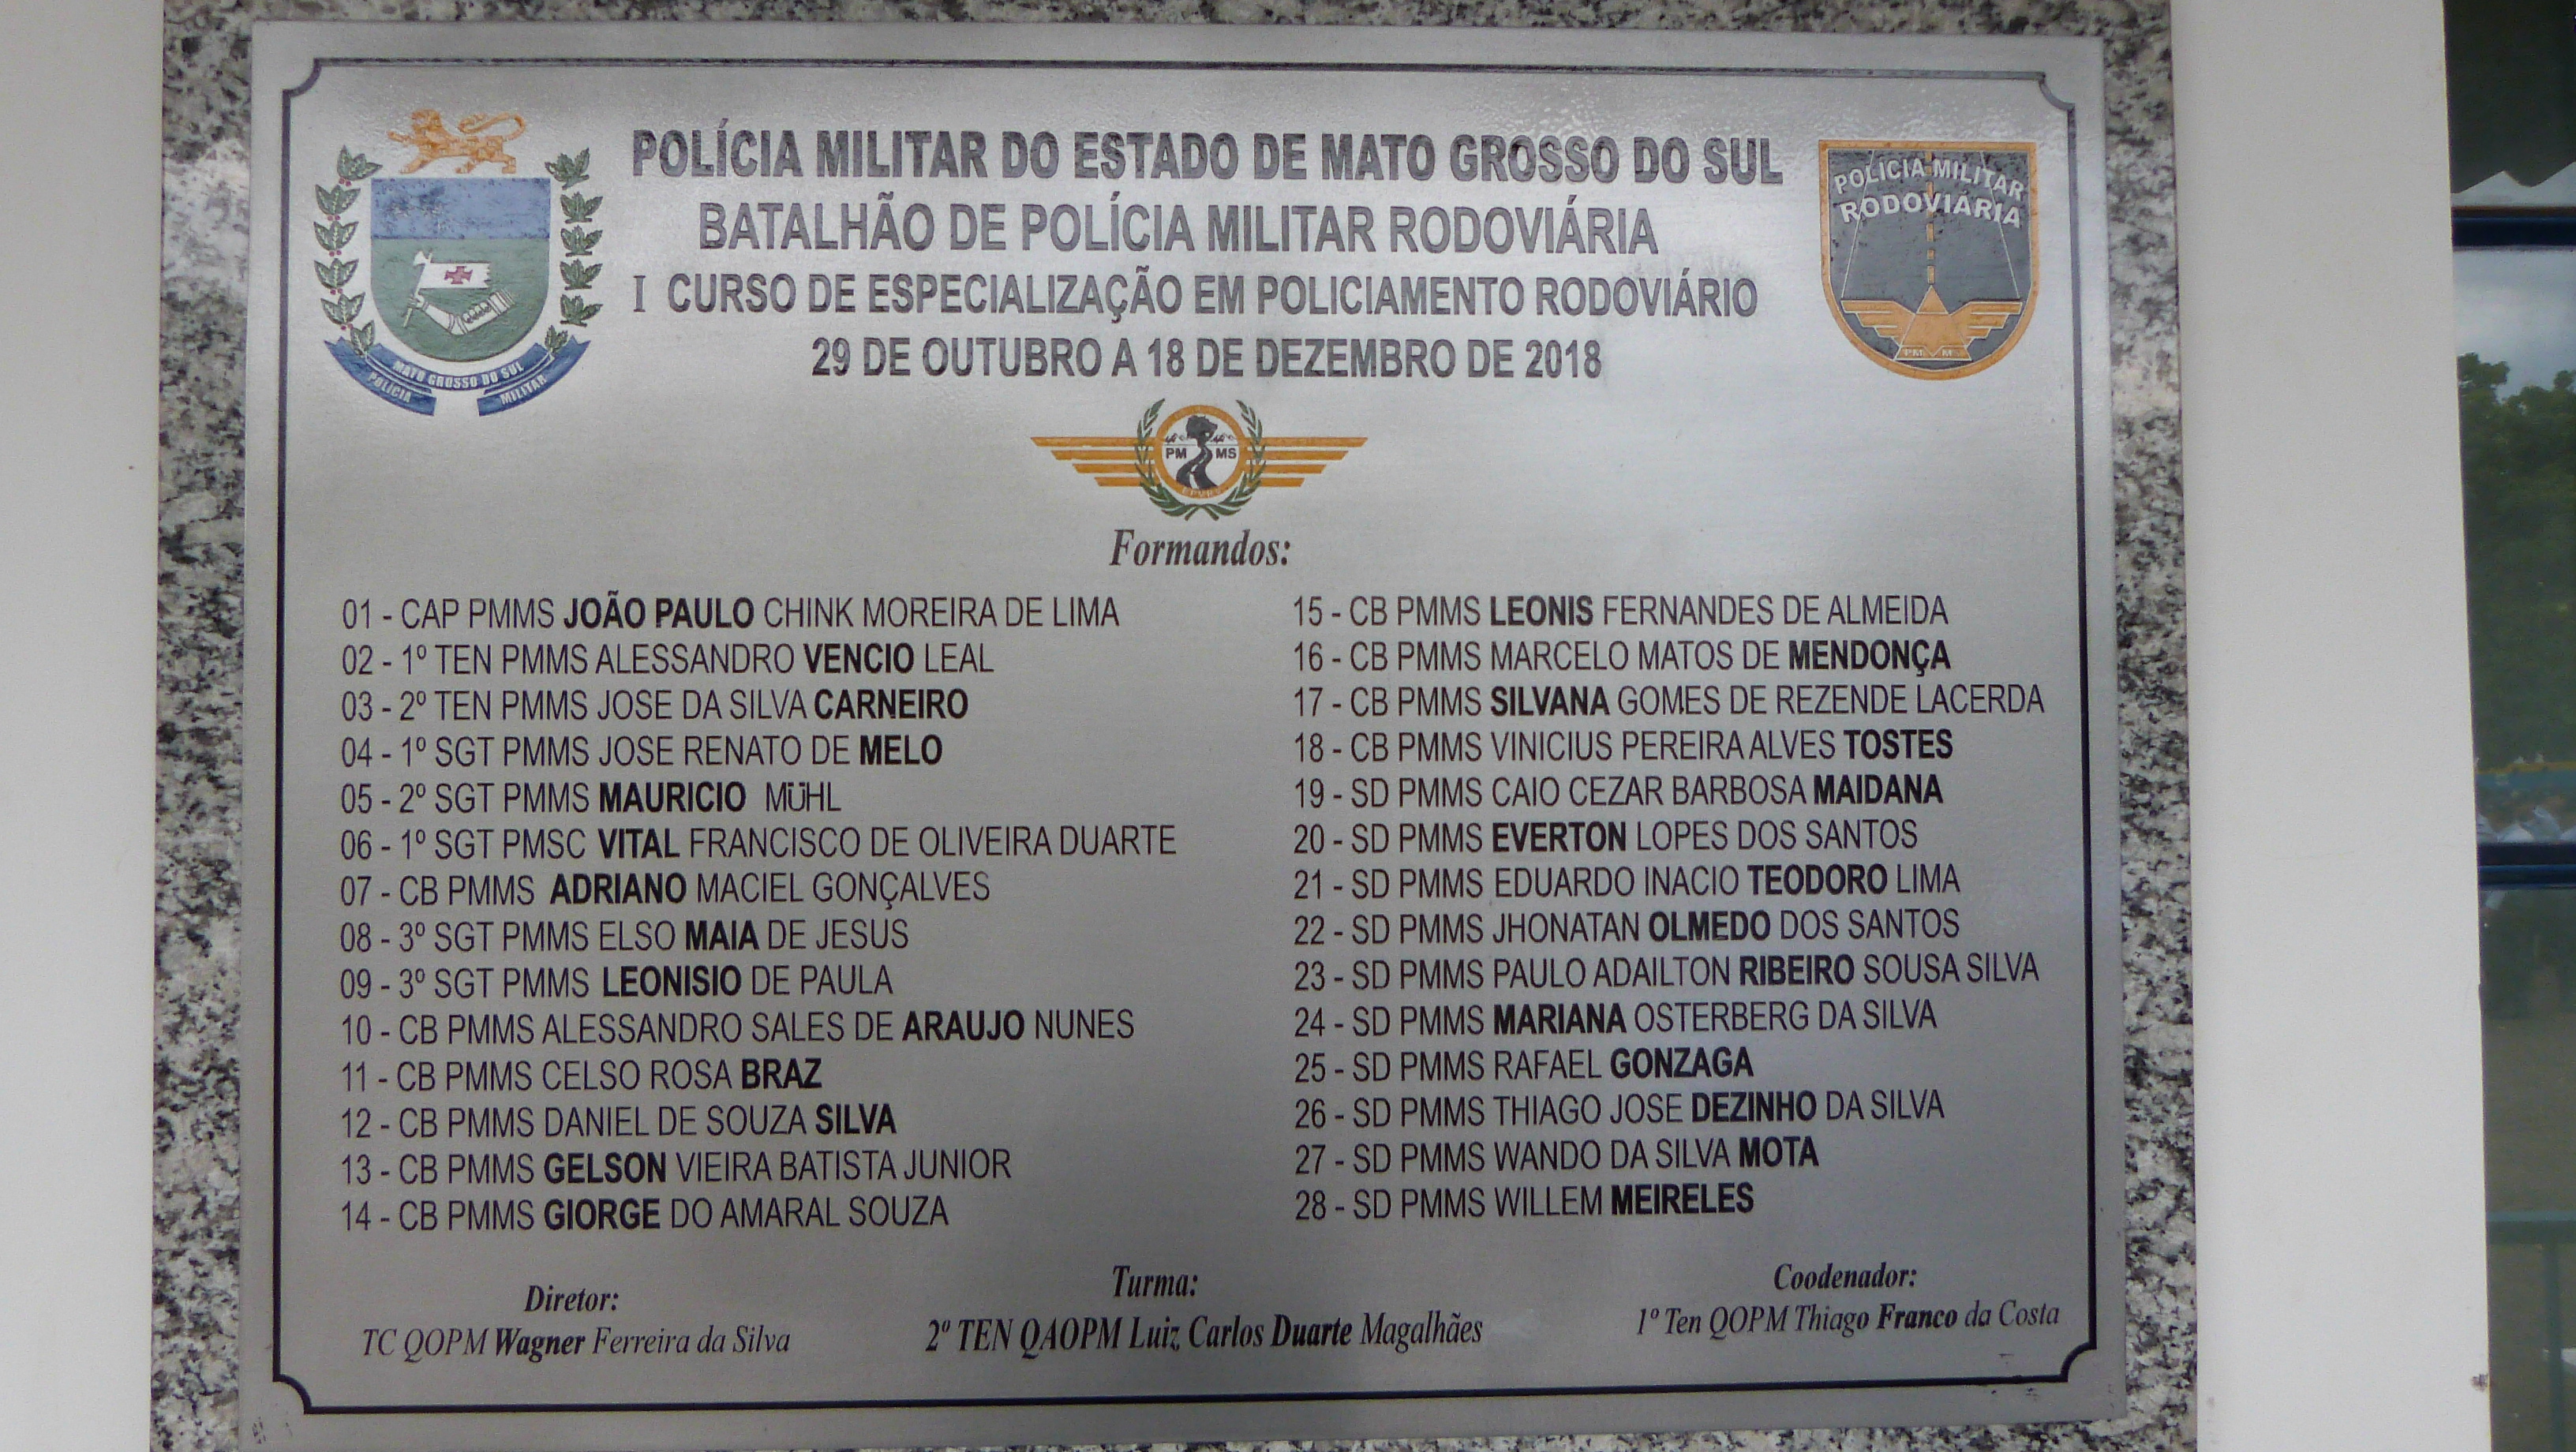 POLÍCIA MILITAR DO ESTADO DE MATO GROSSO DO SUL
BATALHÃO DE POLÍCIA MILITAR RODOVIÁRIA
I CURSO DE ESPECIALIZAÇÃO EM POLICIAMENTO RODOVIÁRIO
29 DE OUTUBRO A 18 DE DEZEMBRO DE 2018
MATO GROSSO DO SUL
POLÍCIA MILITAR
POLÍCIA MILITAR
RODOVIÁRIA
PM MS
PM MS
Formandos:
01 - CAP PMMS JOÃO PAULO CHINK MOREIRA DE LIMA
02 - 1º TEN PMMS ALESSANDRO VENCIO LEAL
03 - 2º TEN PMMS JOSE DA SILVA CARNEIRO
04 - 1º SGT PMMS JOSE RENATO DE MELO
05 - 2º SGT PMMS MAURICIO MÜHL
06 - 1º SGT PMSC VITAL FRANCISCO DE OLIVEIRA DUARTE
07 - CB PMMS ADRIANO MACIEL GONÇALVES
08 - 3º SGT PMMS ELSO MAIA DE JESUS
09 - 3º SGT PMMS LEONISIO DE PAULA
10 - CB PMMS ALESSANDRO SALES DE ARAUJO NUNES
11 - CB PMMS CELSO ROSA BRAZ
12 - CB PMMS DANIEL DE SOUZA SILVA
13 - CB PMMS GELSON VIEIRA BATISTA JUNIOR
14 - CB PMMS GIORGE DO AMARAL SOUZA
15 - CB PMMS LEONIS FERNANDES DE ALMEIDA
16 - CB PMMS MARCELO MATOS DE MENDONÇA
17 - CB PMMS SILVANA GOMES DE REZENDE LACERDA
18 - CB PMMS VINICIUS PEREIRA ALVES TOSTES
19 - SD PMMS CAIO CEZAR BARBOSA MAIDANA
20 - SD PMMS EVERTON LOPES DOS SANTOS
21 - SD PMMS EDUARDO INACIO TEODORO LIMA
22 - SD PMMS JHONATAN OLMEDO DOS SANTOS
23 - SD PMMS PAULO ADAILTON RIBEIRO SOUSA SILVA
24 - SD PMMS MARIANA OSTERBERG DA SILVA
25 - SD PMMS RAFAEL GONZAGA
26 - SD PMMS THIAGO JOSE DEZINHO DA SILVA
27 - SD PMMS WANDO DA SILVA MOTA
28 - SD PMMS WILLEM MEIRELES
Diretor:
TC QOPM Wagner Ferreira da Silva
Turma:
2º TEN QAOPM Luiz Carlos Duarte Magalhães
Coodenador:
1º Ten QOPM Thiago Franco da Costa